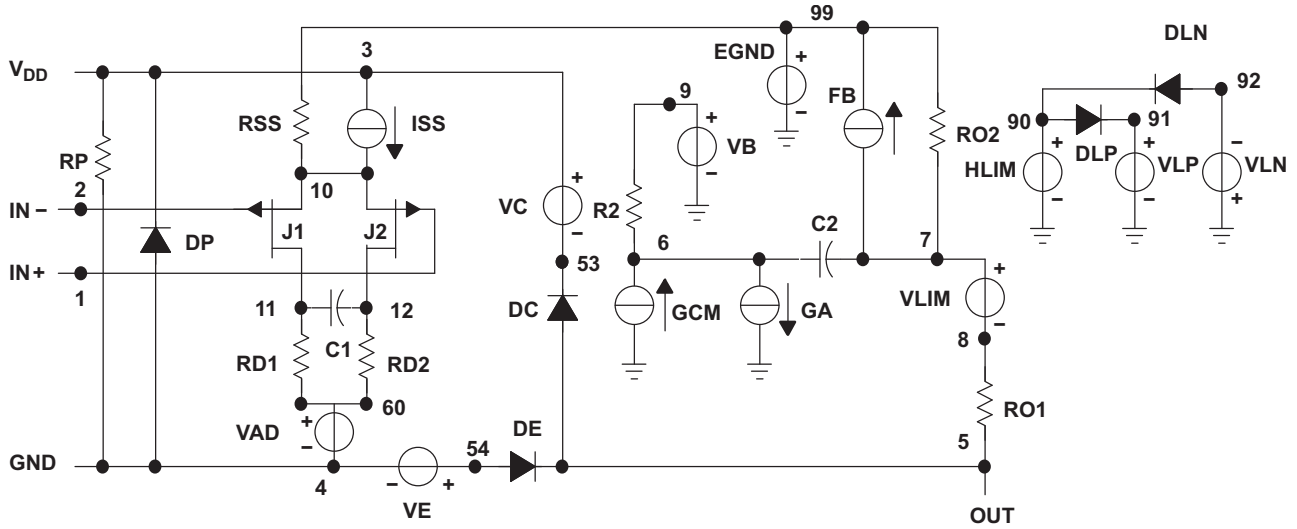 99
DLN
3
EGND
V_DD
92
FB
9
90
91
RSS
ISS
VB
RO2
DLP
RP
HLIM
VLP
VLN
2
10
IN −
VC
R2
J1
J2
C2
DP
6
7
IN +
53
1
VLIM
11
12
DC
GCM
GA
C1
8
RD1
RD2
60
RO1
VAD
DE
54
5
GND
4
VE
OUT
+
−
+
−
+
−
+
−
+
−
+
−
+
−
−
+
+
−
−
+